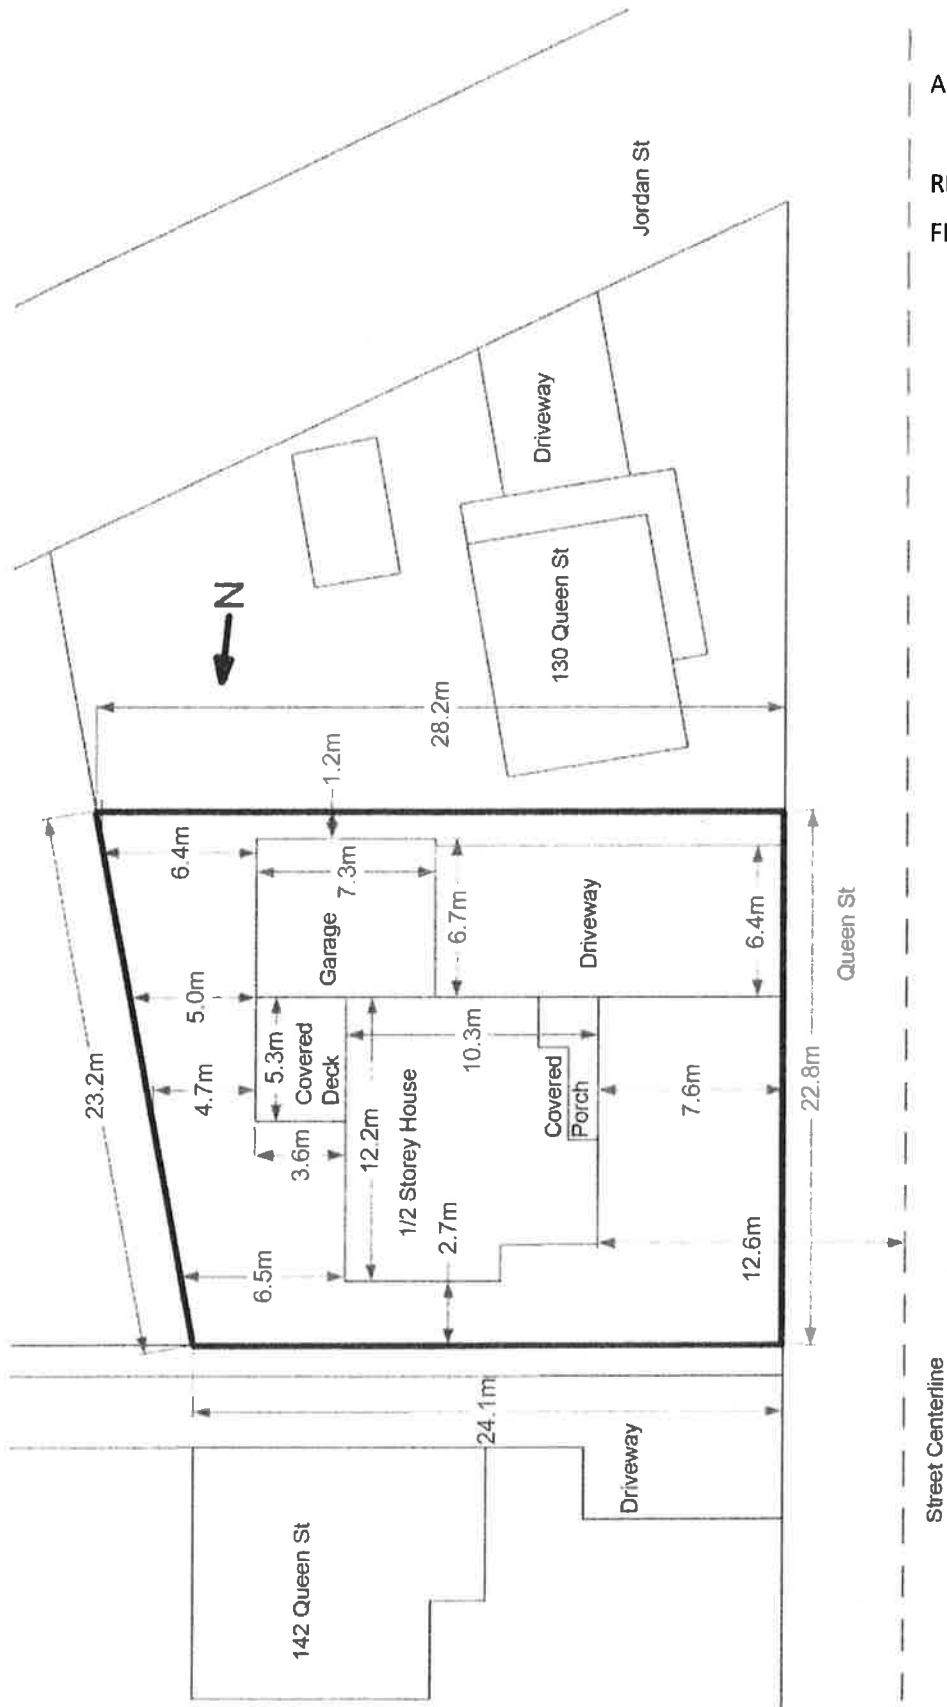 A
RI
FI
Jordan St
Driveway
130 Queen St
N
28.2m
1.2m
6.4m
7.3m
Garage
6.7m
Driveway
6.4m
Queen St
23.2m
5.0m
4.7m
5.3m
Covered
Deck
3.6m
10.3m
12.2m
1/2 Storey House
Covered
Porch
7.6m
22.8m
2.7m
6.5m
12.6m
24.1m
Driveway
142 Queen St
Street Centerline